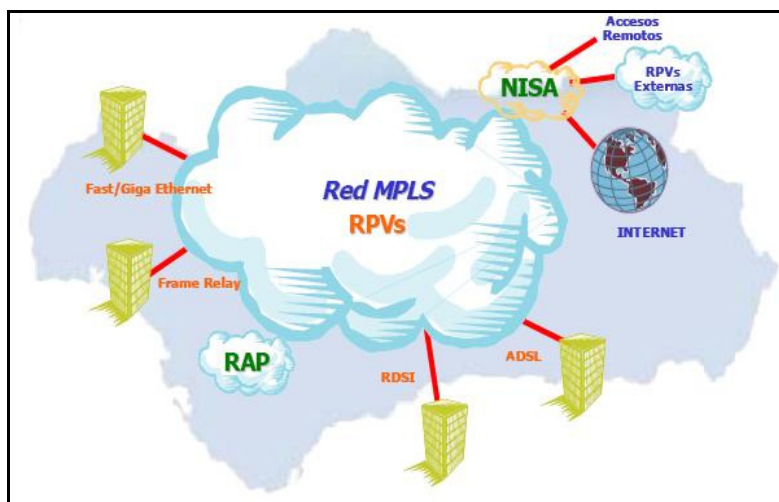 Accesos
Remotos
NISA
RPVs
Externas
Fast/Giga Ethernet
Red MPLS
RPVs
INTERNET
Frame Relay
RAP
RDSI
ADSL